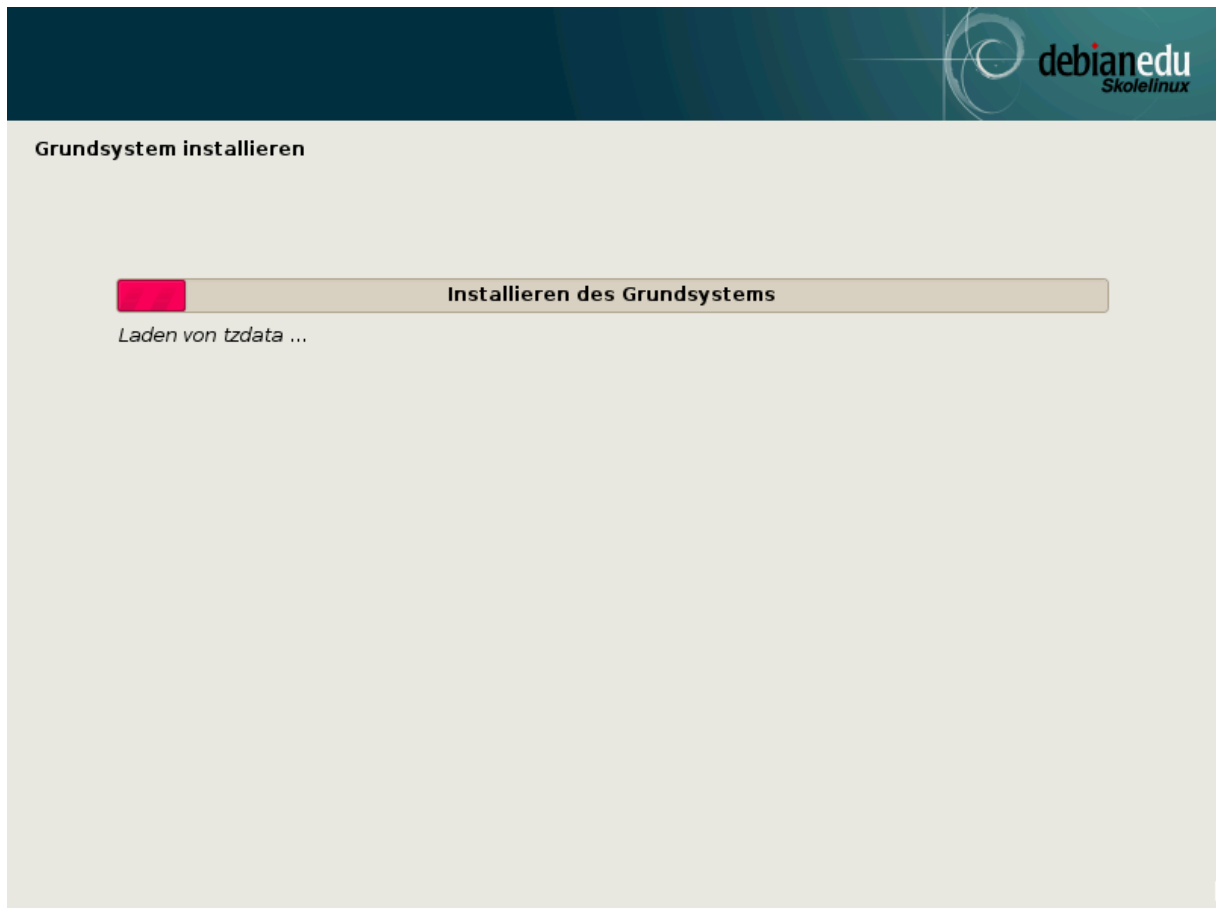 debianedu
Skolelinux
Grundsystem installieren
Installieren des Grundsystems
Laden von tzdata ...